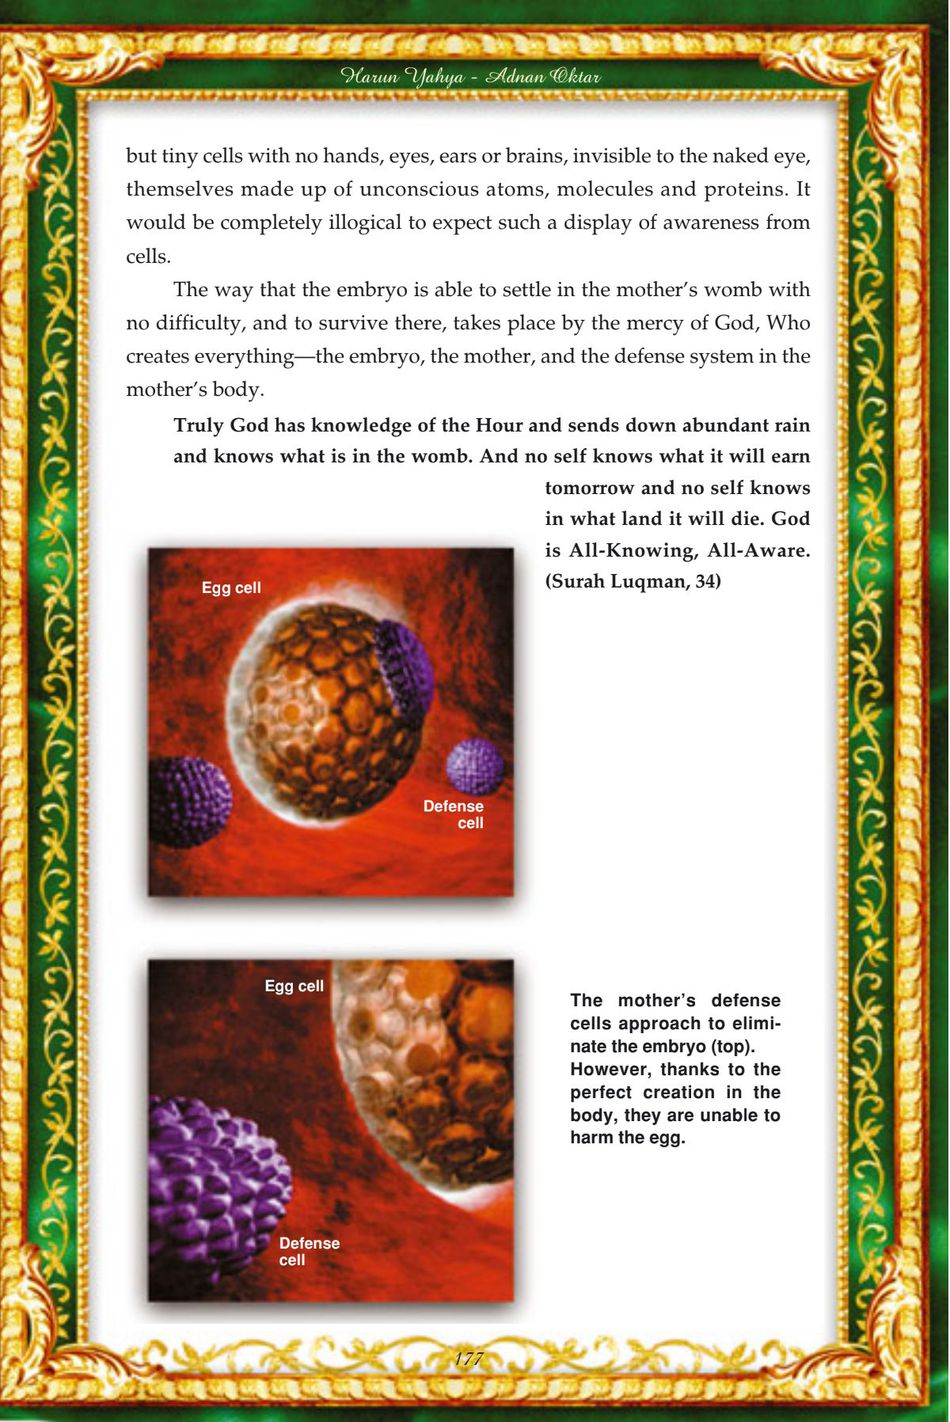 Harun Yahya - Adnan Oktar
but tiny cells with no hands, eyes, ears or brains, invisible to the naked eye,
themselves made up of unconscious atoms, molecules and proteins. It
would be completely illogical to expect such a display of awareness from
cells.
The way that the embryo is able to settle in the mother’s womb with
no difficulty, and to survive there, takes place by the mercy of God, Who
creates everything—the embryo, the mother, and the defense system in the
mother’s body.
Truly God has knowledge of the Hour and sends down abundant rain
and knows what is in the womb. And no self knows what it will earn
tomorrow and no self knows
in what land it will die. God
is All-Knowing, All-Aware.
(Surah Luqman, 34)
Egg cell
Defense
cell
Egg cell
Defense
cell
The mother’s defense
cells approach to elimi-
nate the embryo (top).
However, thanks to the
perfect creation in the
body, they are unable to
harm the egg.
177